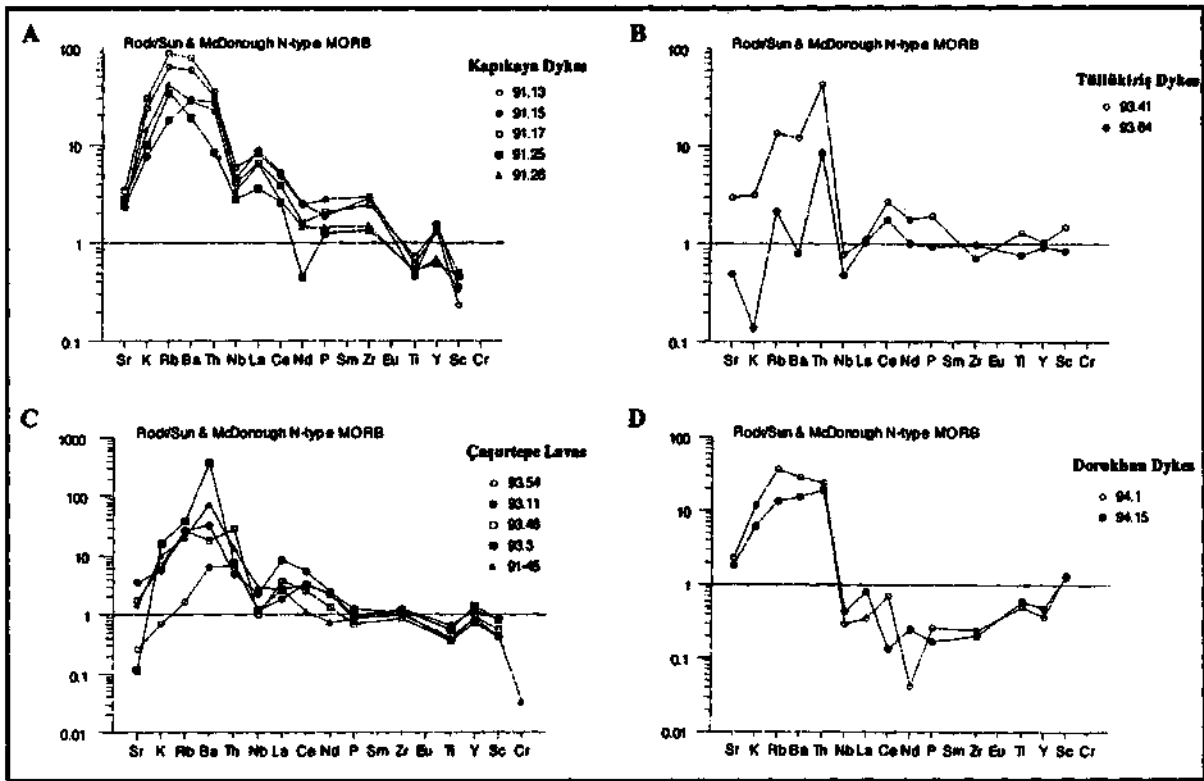 A
Rock/Sun & McDonough N-type MORB
Kapıkaya Dykes
91.13
91.15
91.17
91.25
91.26
100
10
1
0.1
Sr K Rb Ba Th Nb La Ce Nd P Sm Zr Eu Ti Y Sc Cr
B
Rock/Sun & McDonough N-type MORB
Tüllükiriş Dykes
93.41
93.64
100
10
1
0.1
Sr K Rb Ba Th Nb La Ce Nd P Sm Zr Eu Ti Y Sc Cr
C
Rock/Sun & McDonough N-type MORB
Çaşırtepe Lavas
93.54
93.11
93.46
93.3
91-45
1000
100
10
1
0.1
0.01
Sr K Rb Ba Th Nb La Ce Nd P Sm Zr Eu Ti Y Sc Cr
D
Rock/Sun & McDonough N-type MORB
Dorukhan Dykes
94.1
94.15
100
10
1
0.1
0.01
Sr K Rb Ba Th Nb La Ce Nd P Sm Zr Eu Ti Y Sc Cr